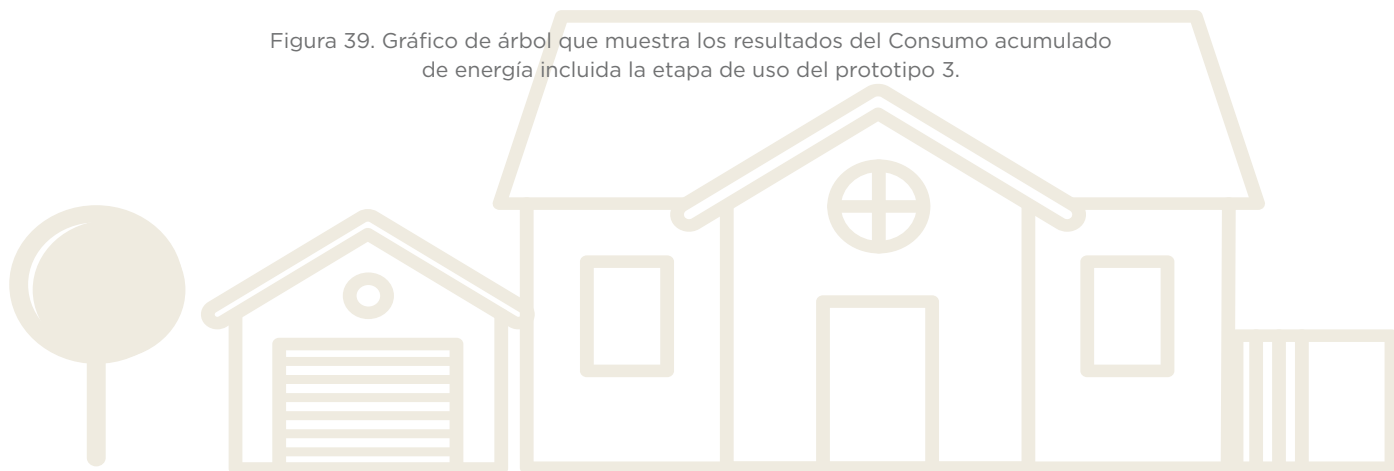 Figura 39. Gráfico de árbol que muestra los resultados del Consumo acumulado
de energía incluida la etapa de uso del prototipo 3.